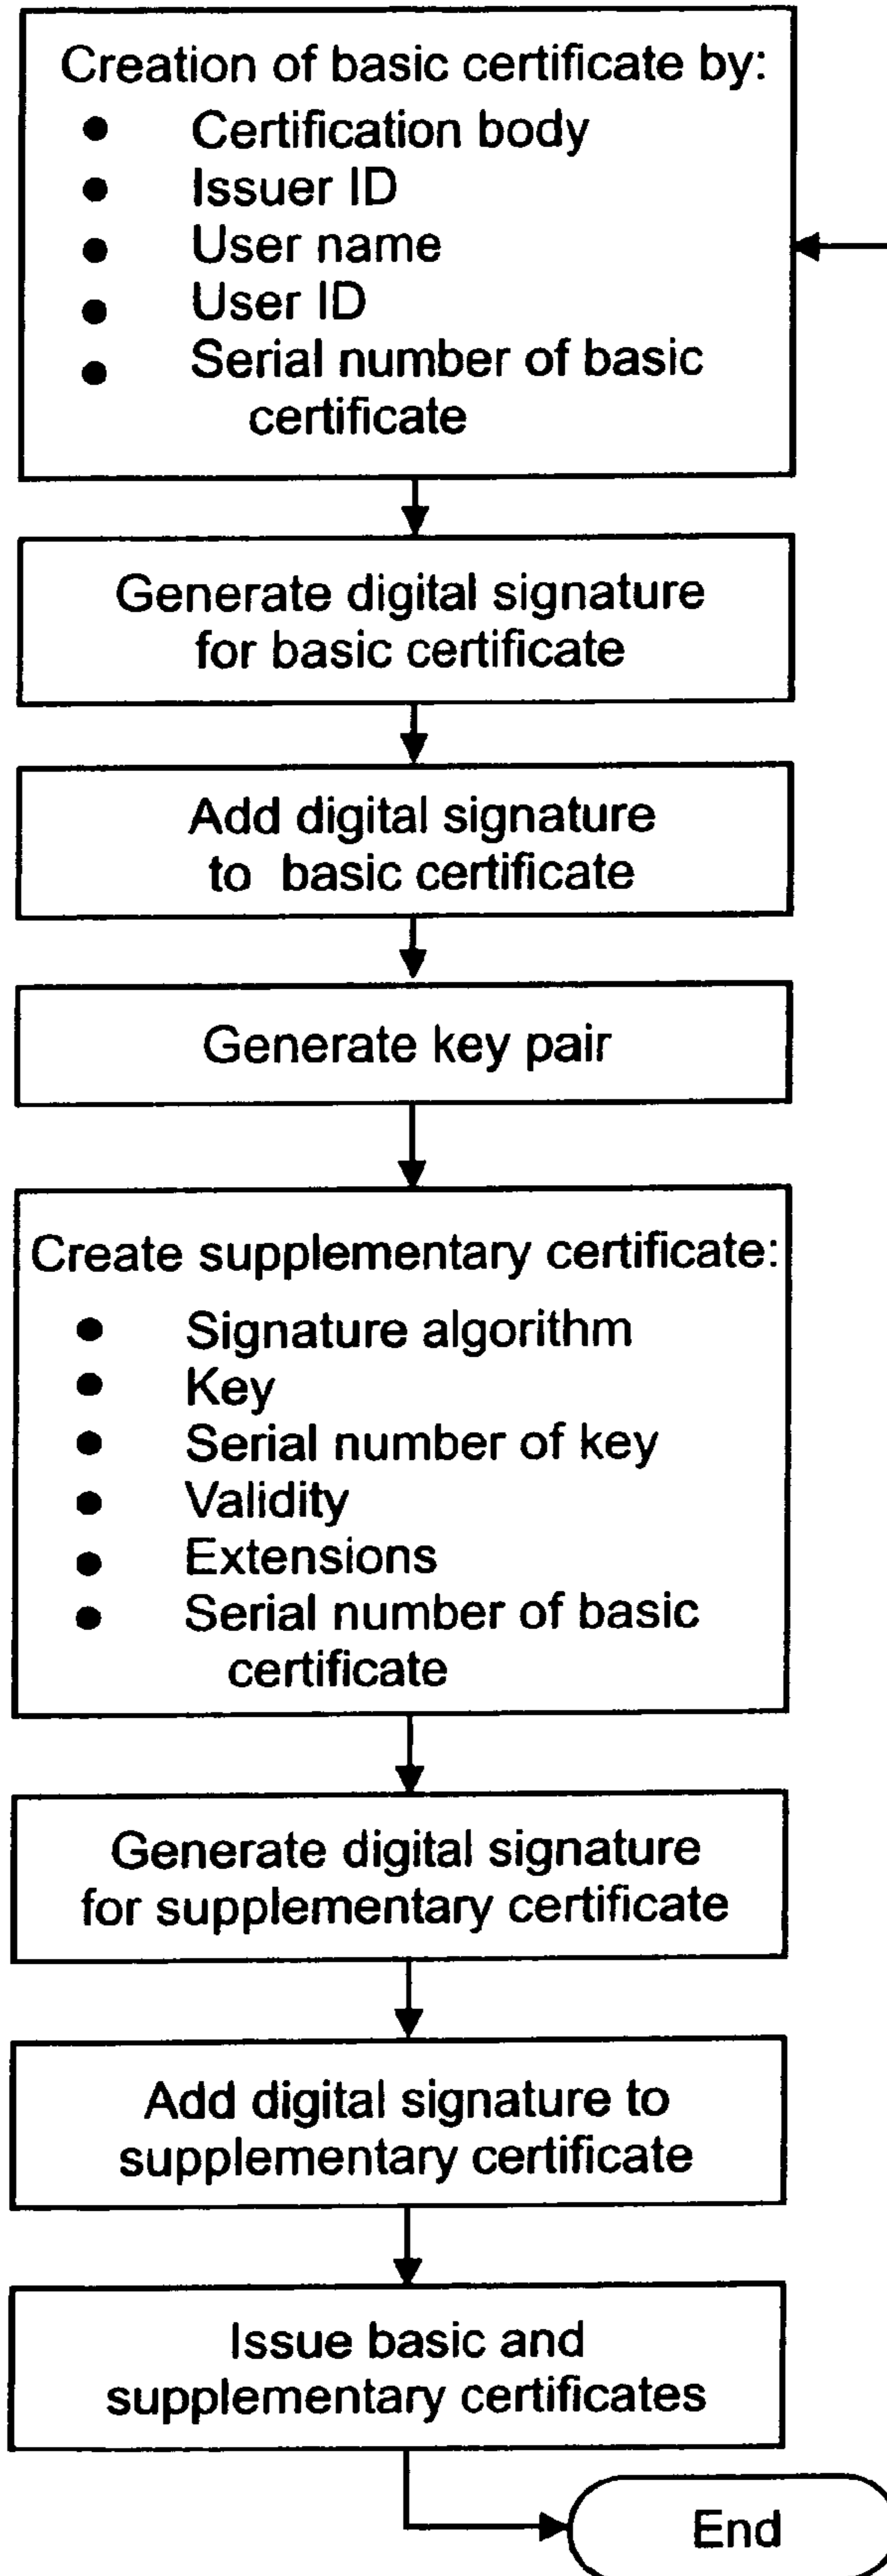 Creation of basic certificate by:
● Certification body
● Issuer ID
● User name
● User ID
● Serial number of basic
certificate
Generate digital signature
for basic certificate
Add digital signature
to basic certificate
Generate key pair
Create supplementary certificate:
● Signature algorithm
● Key
● Serial number of key
● Validity
● Extensions
● Serial number of basic
certificate
Generate digital signature
for supplementary certificate
Add digital signature to
supplementary certificate
Issue basic and
supplementary certificates
End